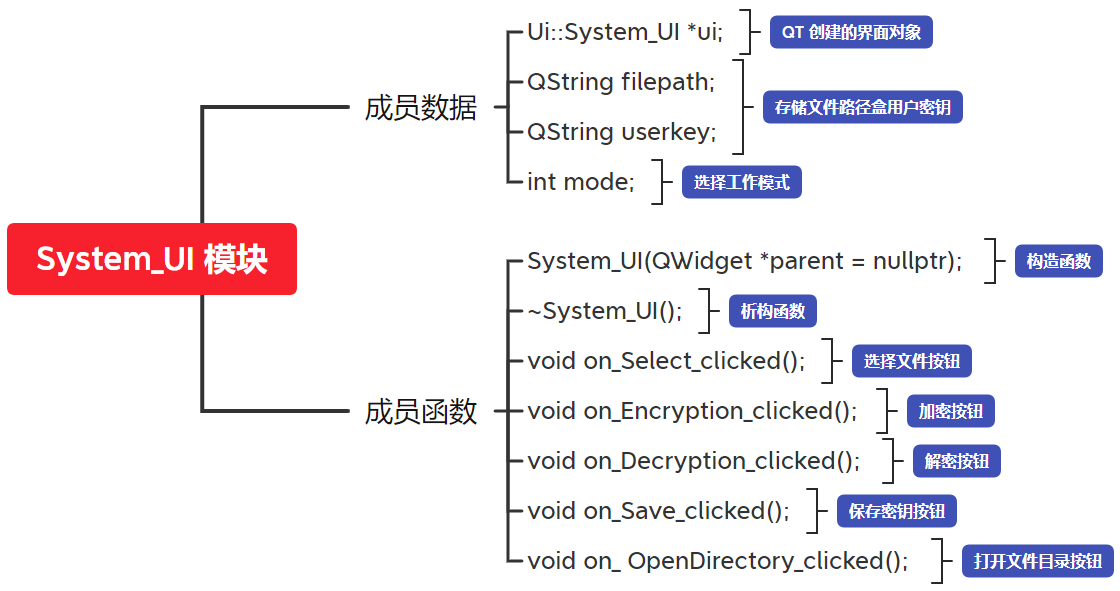 System_UI 模块
成员数据
Ui::System_UI *ui;
QT 创建的界面对象
QString filepath;
QString userkey;
存储文件路径盒用户密钥
int mode;
选择工作模式
成员函数
System_UI(QWidget *parent = nullptr);
构造函数
~System_UI();
析构函数
void on_Select_clicked();
选择文件按钮
void on_Encryption_clicked();
加密按钮
void on_Decryption_clicked();
解密按钮
void on_Save_clicked();
保存密钥按钮
void on_ OpenDirectory_clicked();
打开文件目录按钮